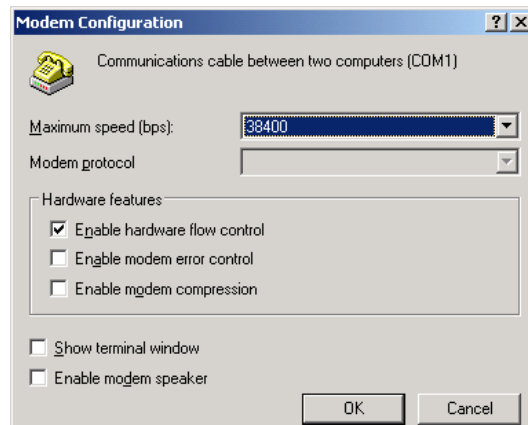 Modem Configuration
Communications cable between two computers (COM1)
Maximum speed (bps):
38400
Modem protocol
Hardware features
Enable hardware flow control
Enable modem error control
Enable modem compression
Show terminal window
Enable modem speaker
OK
Cancel